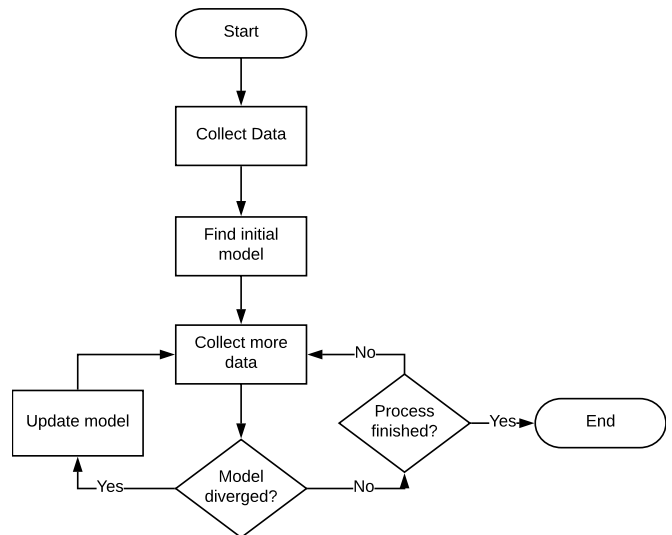 Start
Collect Data
Find initial
model
Collect more
data
No
Process
finished?
Yes
End
Update model
Model
diverged?
Yes
No